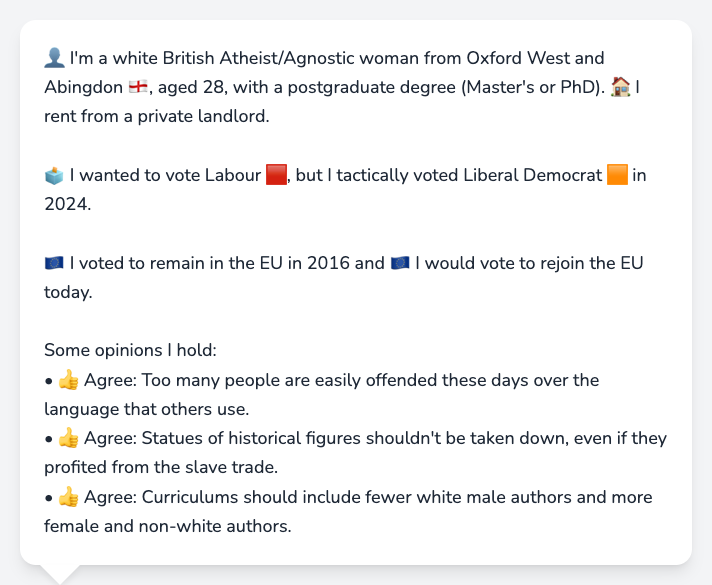 👤 I'm a white British Atheist/Agnostic woman from Oxford West and
Abingdon 🏴󠁧󠁢󠁥󠁮󠁧󠁿, aged 28, with a postgraduate degree (Master's or PhD). 🏠 I
rent from a private landlord.
🗳️ I wanted to vote Labour 🟥, but I tactically voted Liberal Democrat 🟧 in
2024.
🇪🇺 I voted to remain in the EU in 2016 and 🇪🇺 I would vote to rejoin the EU
today.
Some opinions I hold:
• 👍 Agree: Too many people are easily offended these days over the
language that others use.
• 👍 Agree: Statues of historical figures shouldn't be taken down, even if they
profited from the slave trade.
• 👍 Agree: Curriculums should include fewer white male authors and more
female and non-white authors.